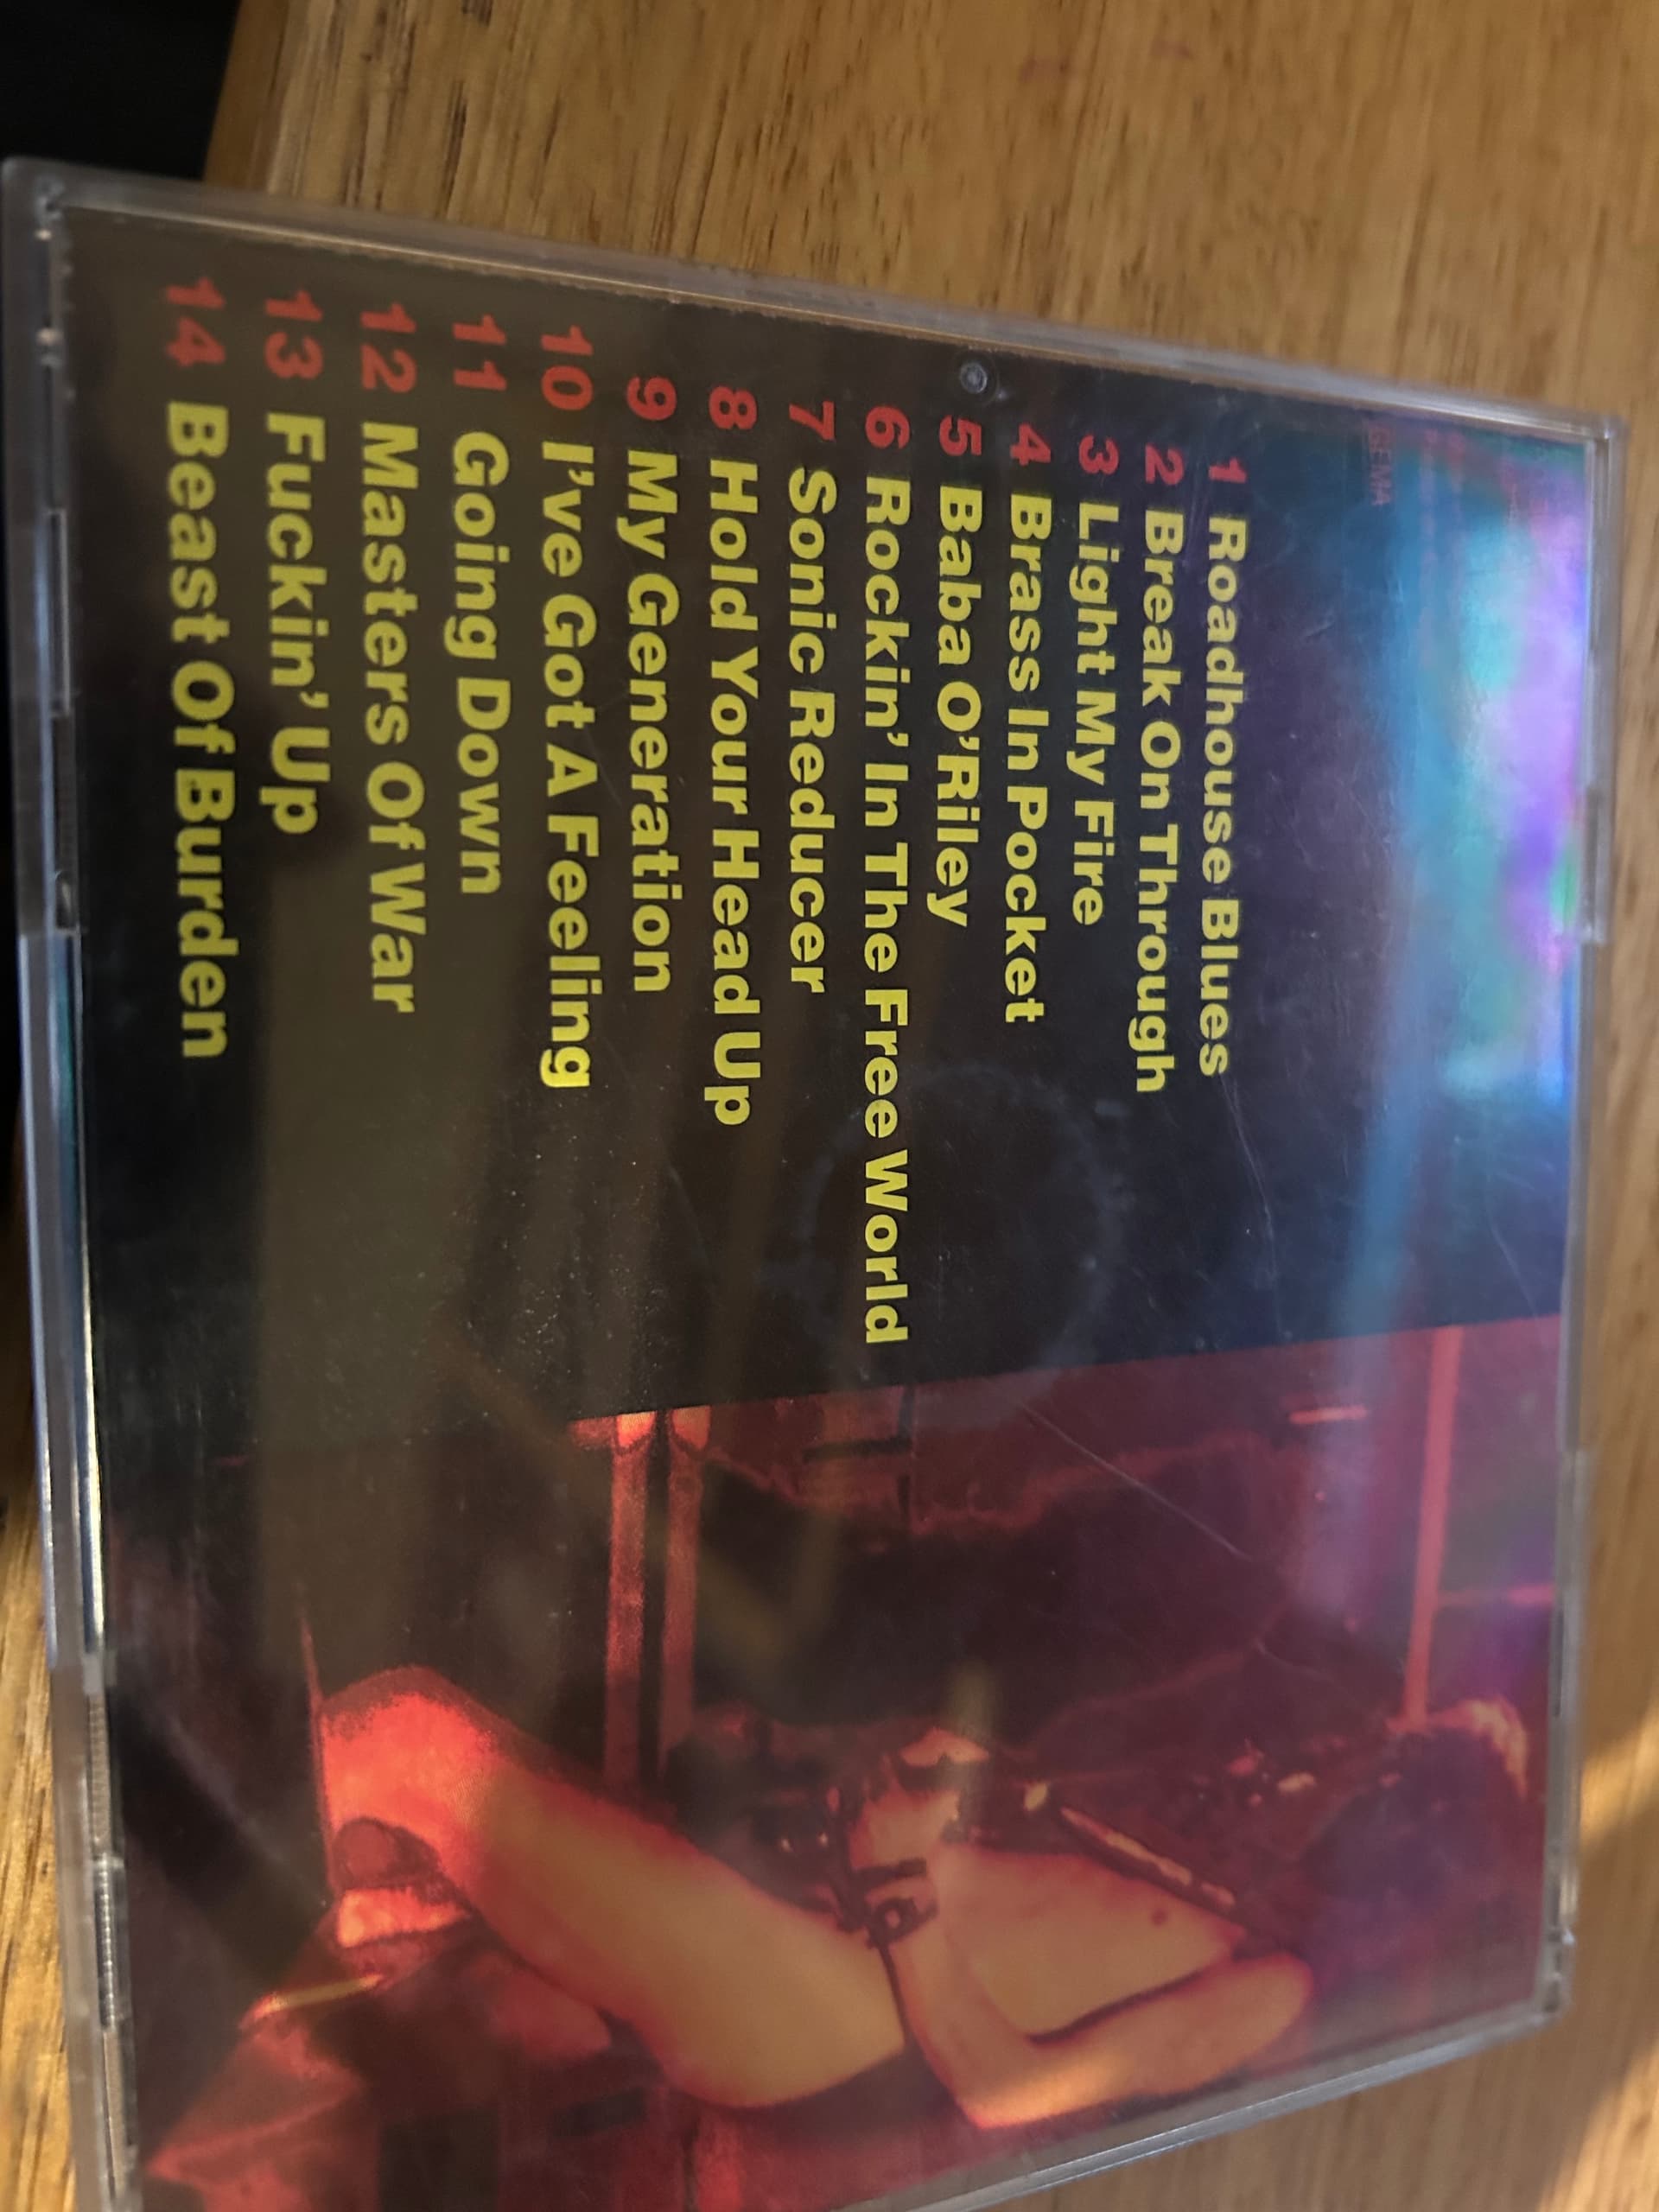 GEMA
1 Roadhouse Blues
2 Break On Through
3 Light My Fire
4 Brass In Pocket
5 Baba O'Riley
6 Rockin' In The Free World
7 Sonic Reducer
8 Hold Your Head Up
9 My Generation
10 I've Got A Feeling
11 Going Down
12 Masters Of War
13 Fuckin' Up
14 Beast Of Burden